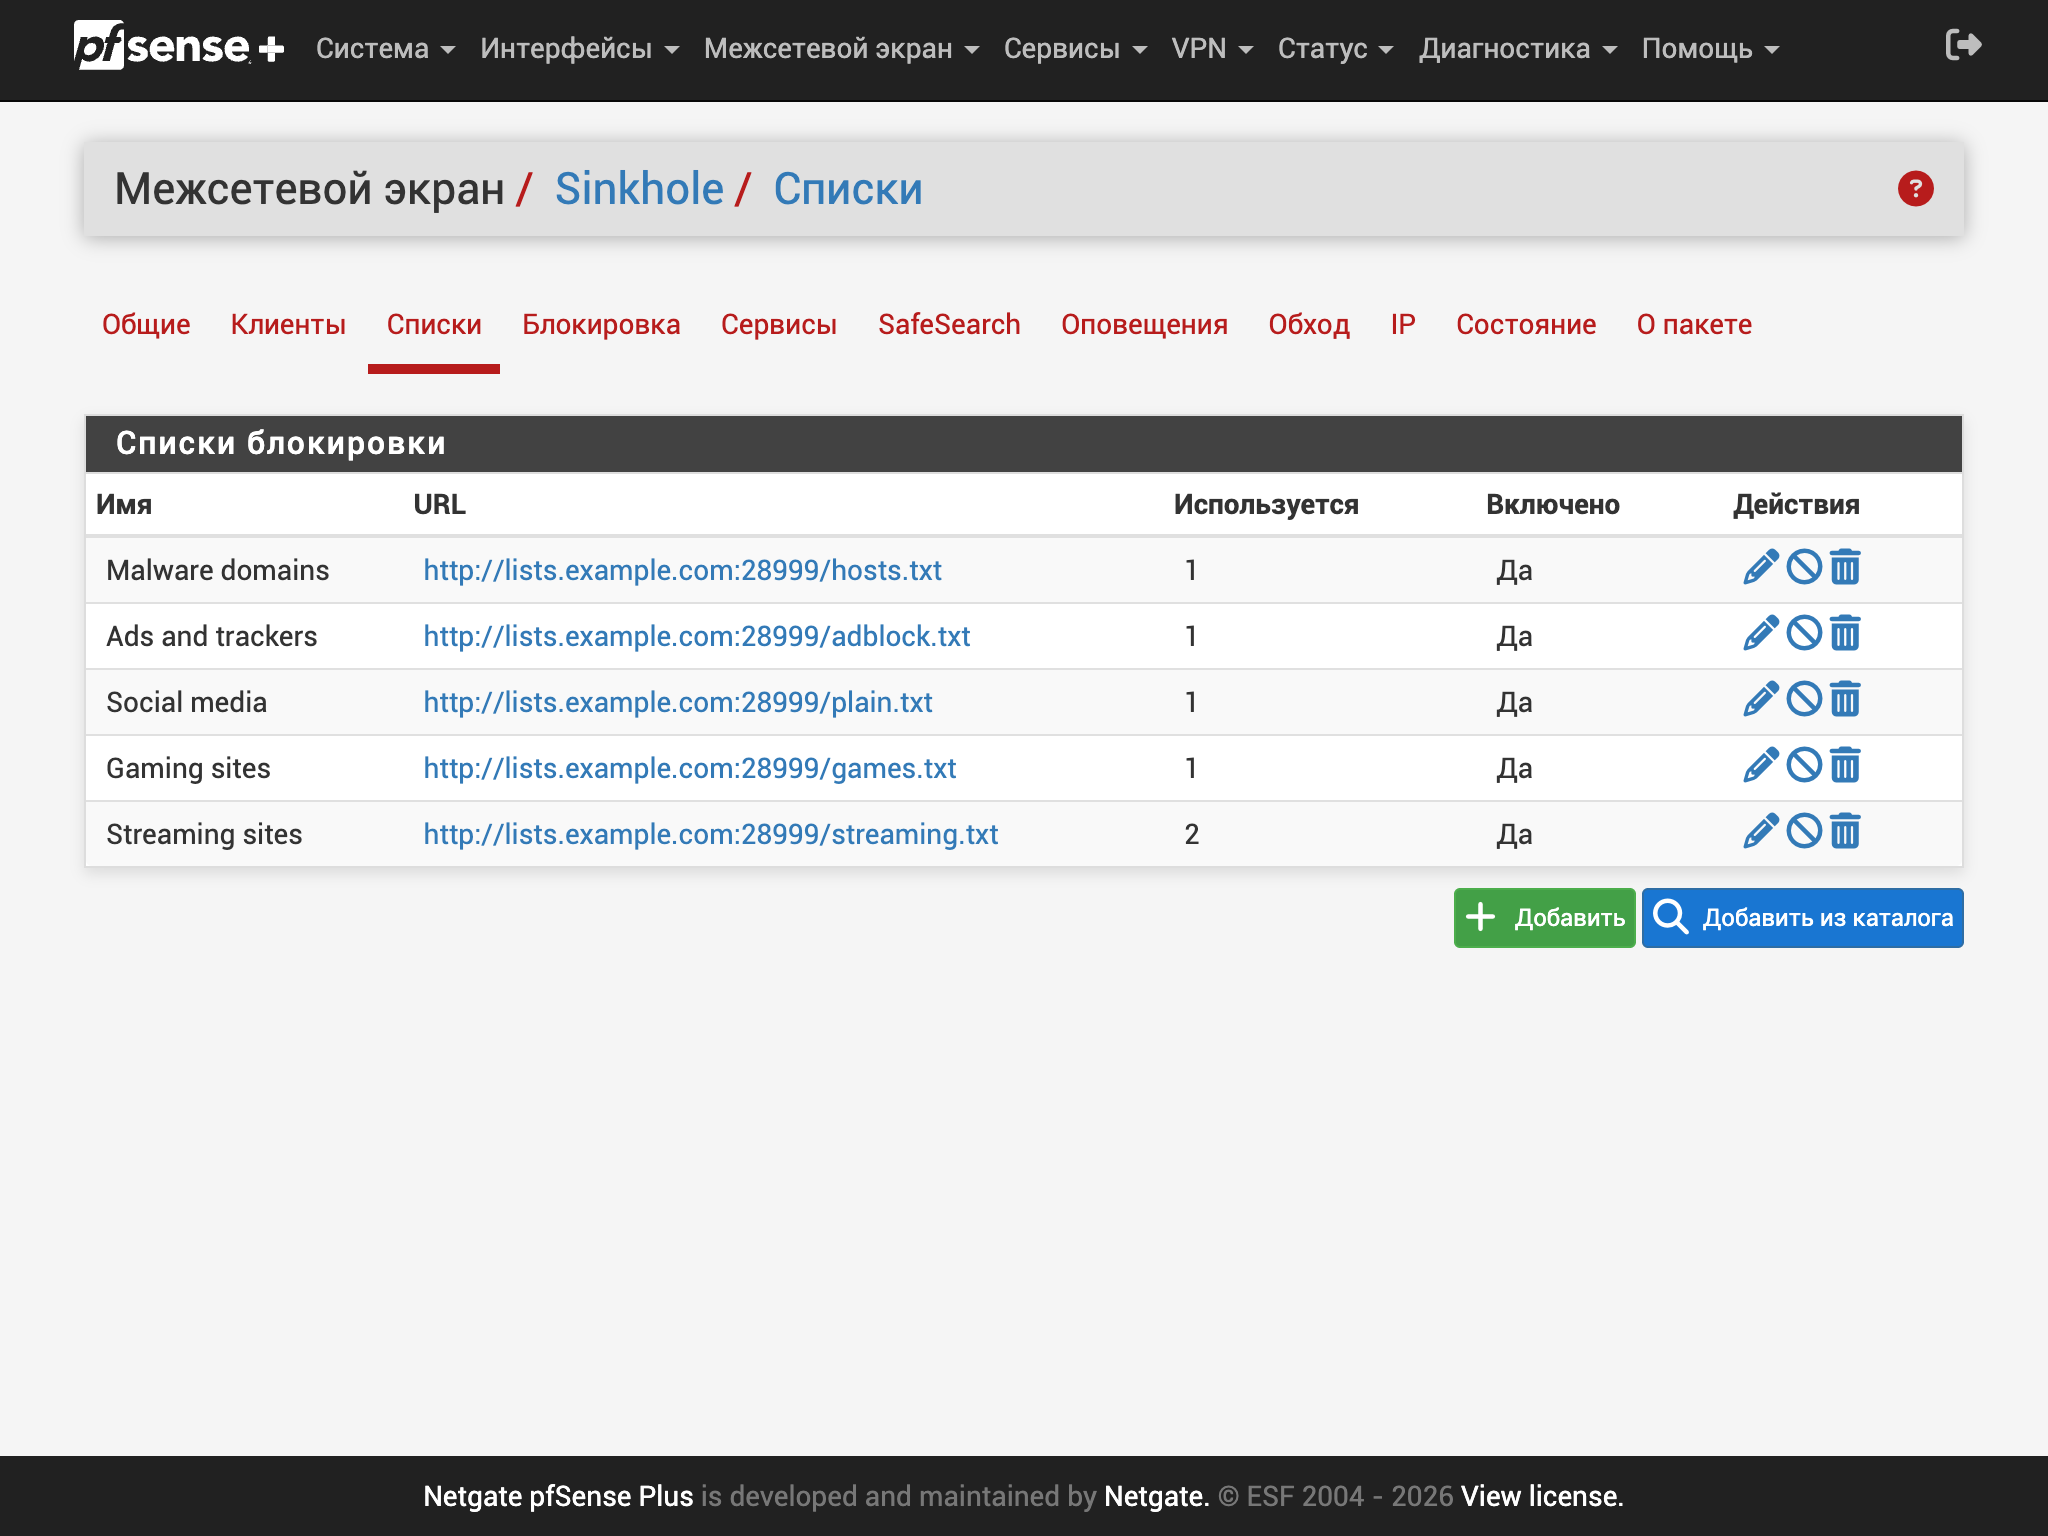 pfsense +
Система Интерфейсы Межсетевой экран Сервисы VPN Статус Диагностика Помощь
Межсетевой экран / Sinkhole / Списки
?
Общие Клиенты Списки Блокировка Сервисы SafeSearch Оповещения Обход IP Состояние О пакете
Списки блокировки
Имя URL Используется Включено Действия
Malware domains http://lists.example.com:28999/hosts.txt 1 Да
Ads and trackers http://lists.example.com:28999/adblock.txt 1 Да
Social media http://lists.example.com:28999/plain.txt 1 Да
Gaming sites http://lists.example.com:28999/games.txt 1 Да
Streaming sites http://lists.example.com:28999/streaming.txt 2 Да
Добавить Добавить из каталога
Netgate pfSense Plus is developed and maintained by Netgate. © ESF 2004 - 2026 View license.